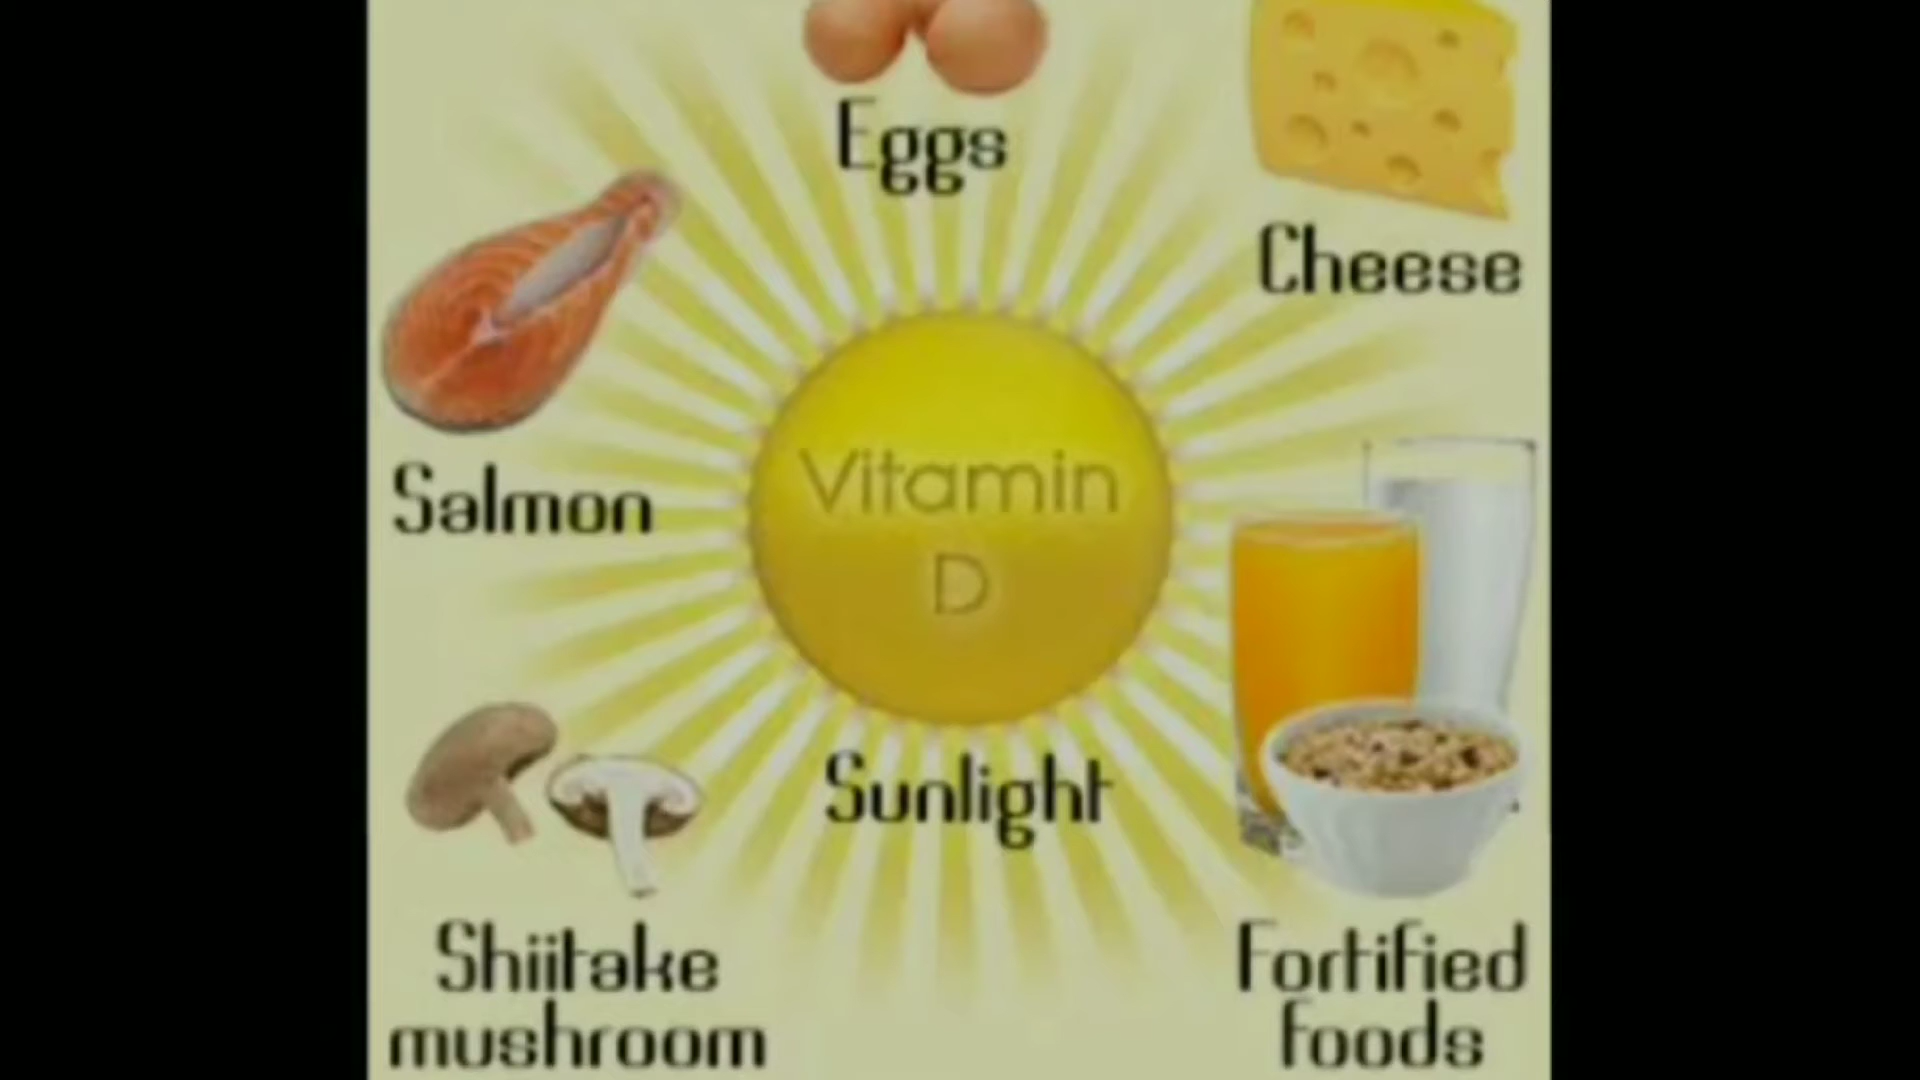 Eggs
Cheese
Salmon
Vitamin
D
Sunlight
Shiitake
mushroom
Fortified
foods